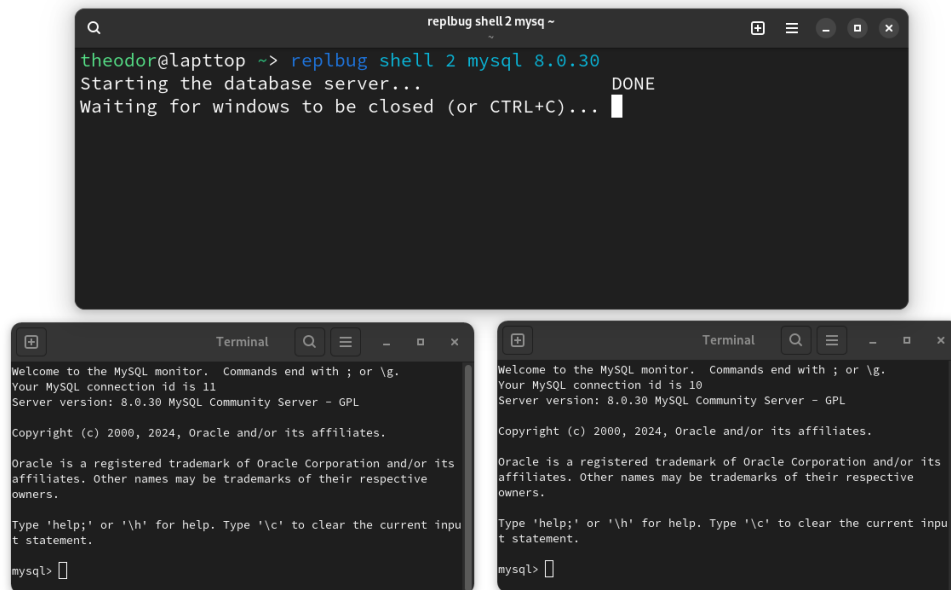 replbug shell 2 mysq ~
~
theodor@lapttop ~> replbug shell 2 mysql 8.0.30
Starting the database server... DONE
Waiting for windows to be closed (or CTRL+C)...
Terminal
Welcome to the MySQL monitor.  Commands end with ; or \g.
Your MySQL connection id is 11
Server version: 8.0.30 MySQL Community Server - GPL
Copyright (c) 2000, 2024, Oracle and/or its affiliates.
Oracle is a registered trademark of Oracle Corporation and/or its
affiliates. Other names may be trademarks of their respective
owners.
Type 'help;' or '\h' for help. Type '\c' to clear the current inpu
t statement.
mysql>
Terminal
Welcome to the MySQL monitor.  Commands end with ; or \g.
Your MySQL connection id is 10
Server version: 8.0.30 MySQL Community Server - GPL
Copyright (c) 2000, 2024, Oracle and/or its affiliates.
Oracle is a registered trademark of Oracle Corporation and/or its
affiliates. Other names may be trademarks of their respective
owners.
Type 'help;' or '\h' for help. Type '\c' to clear the current inpu
t statement.
mysql>